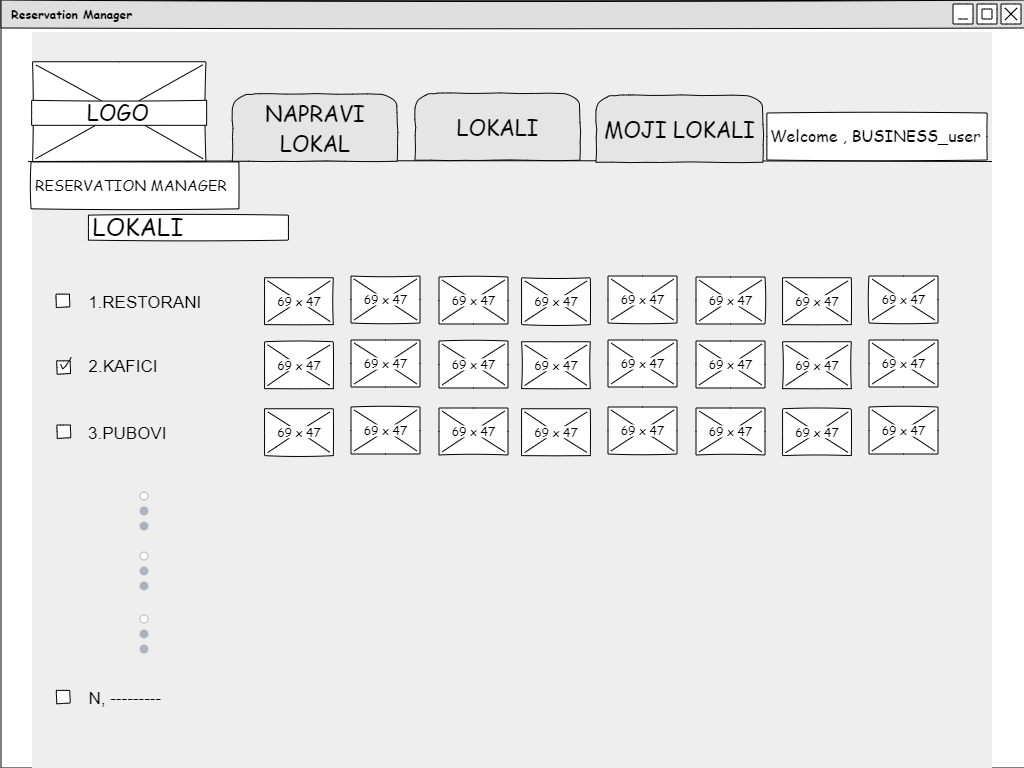 Reservation Manager
LOGO
NAPRAVI
LOKAL
LOKALI
MOJI LOKALI
Welcome , BUSINESS_user
RESERVATION MANAGER
LOKALI
1.RESTORANI
69 x 47 69 x 47 69 x 47 69 x 47 69 x 47 69 x 47 69 x 47 69 x 47
2.KAFICI
69 x 47 69 x 47 69 x 47 69 x 47 69 x 47 69 x 47 69 x 47 69 x 47
3.PUBOVI
69 x 47 69 x 47 69 x 47 69 x 47 69 x 47 69 x 47 69 x 47 69 x 47
N, ---------